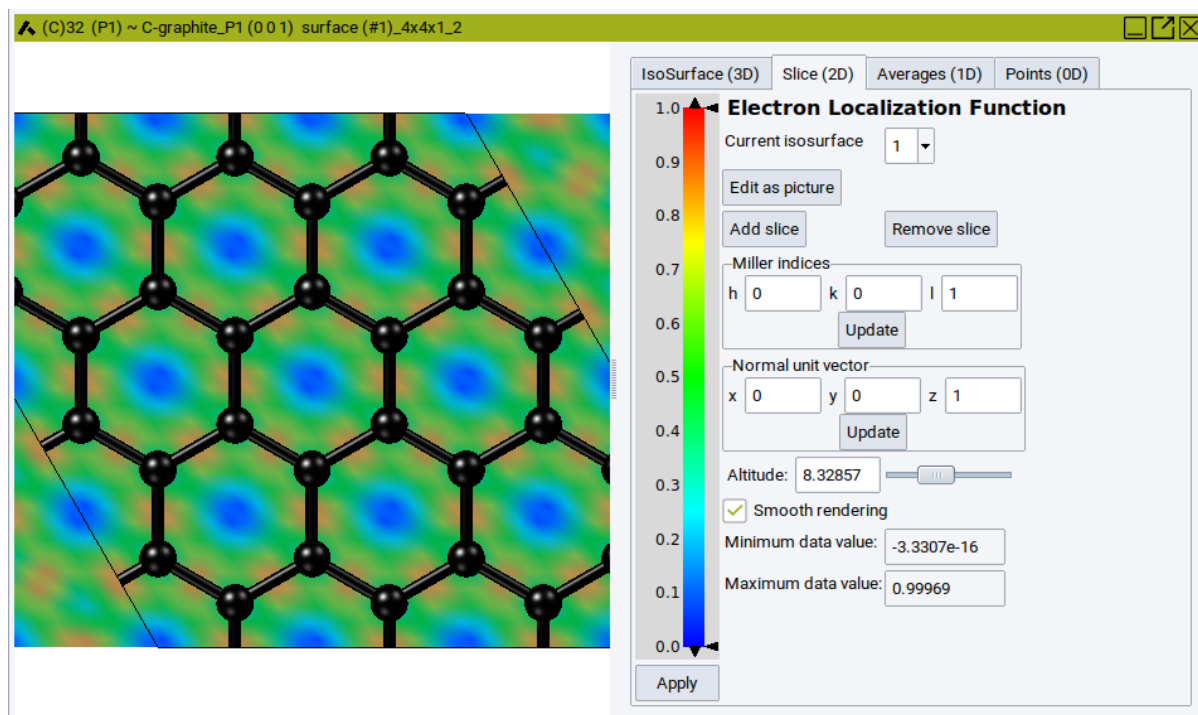 (C)32 (P1) ~ C-graphite_P1 (0 0 1) surface (#1)_4x4x1_2
IsoSurface (3D) Slice (2D) Averages (1D) Points (0D)
Electron Localization Function
Current isosurface 1
Edit as picture
Add slice Remove slice
Miller indices
h 0 k 0 l 1
Update
Normal unit vector
x 0 y 0 z 1
Update
Altitude: 8.32857
Smooth rendering
Minimum data value: -3.3307e-16
Maximum data value: 0.99969
1.0
0.9
0.8
0.7
0.6
0.5
0.4
0.3
0.2
0.1
0.0
Apply